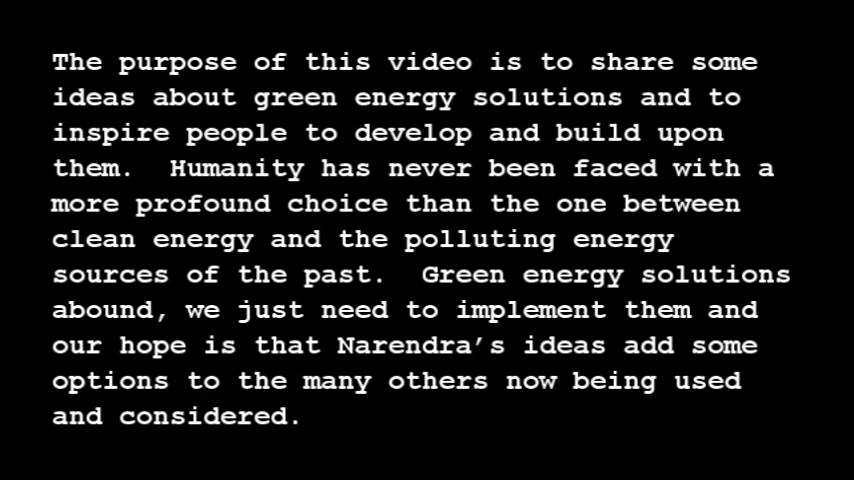 The purpose of this video is to share some
ideas about green energy solutions and to
inspire people to develop and build upon
them.  Humanity has never been faced with a
more profound choice than the one between
clean energy and the polluting energy
sources of the past.  Green energy solutions
abound, we just need to implement them and
our hope is that Narendra’s ideas add some
options to the many others now being used
and considered.